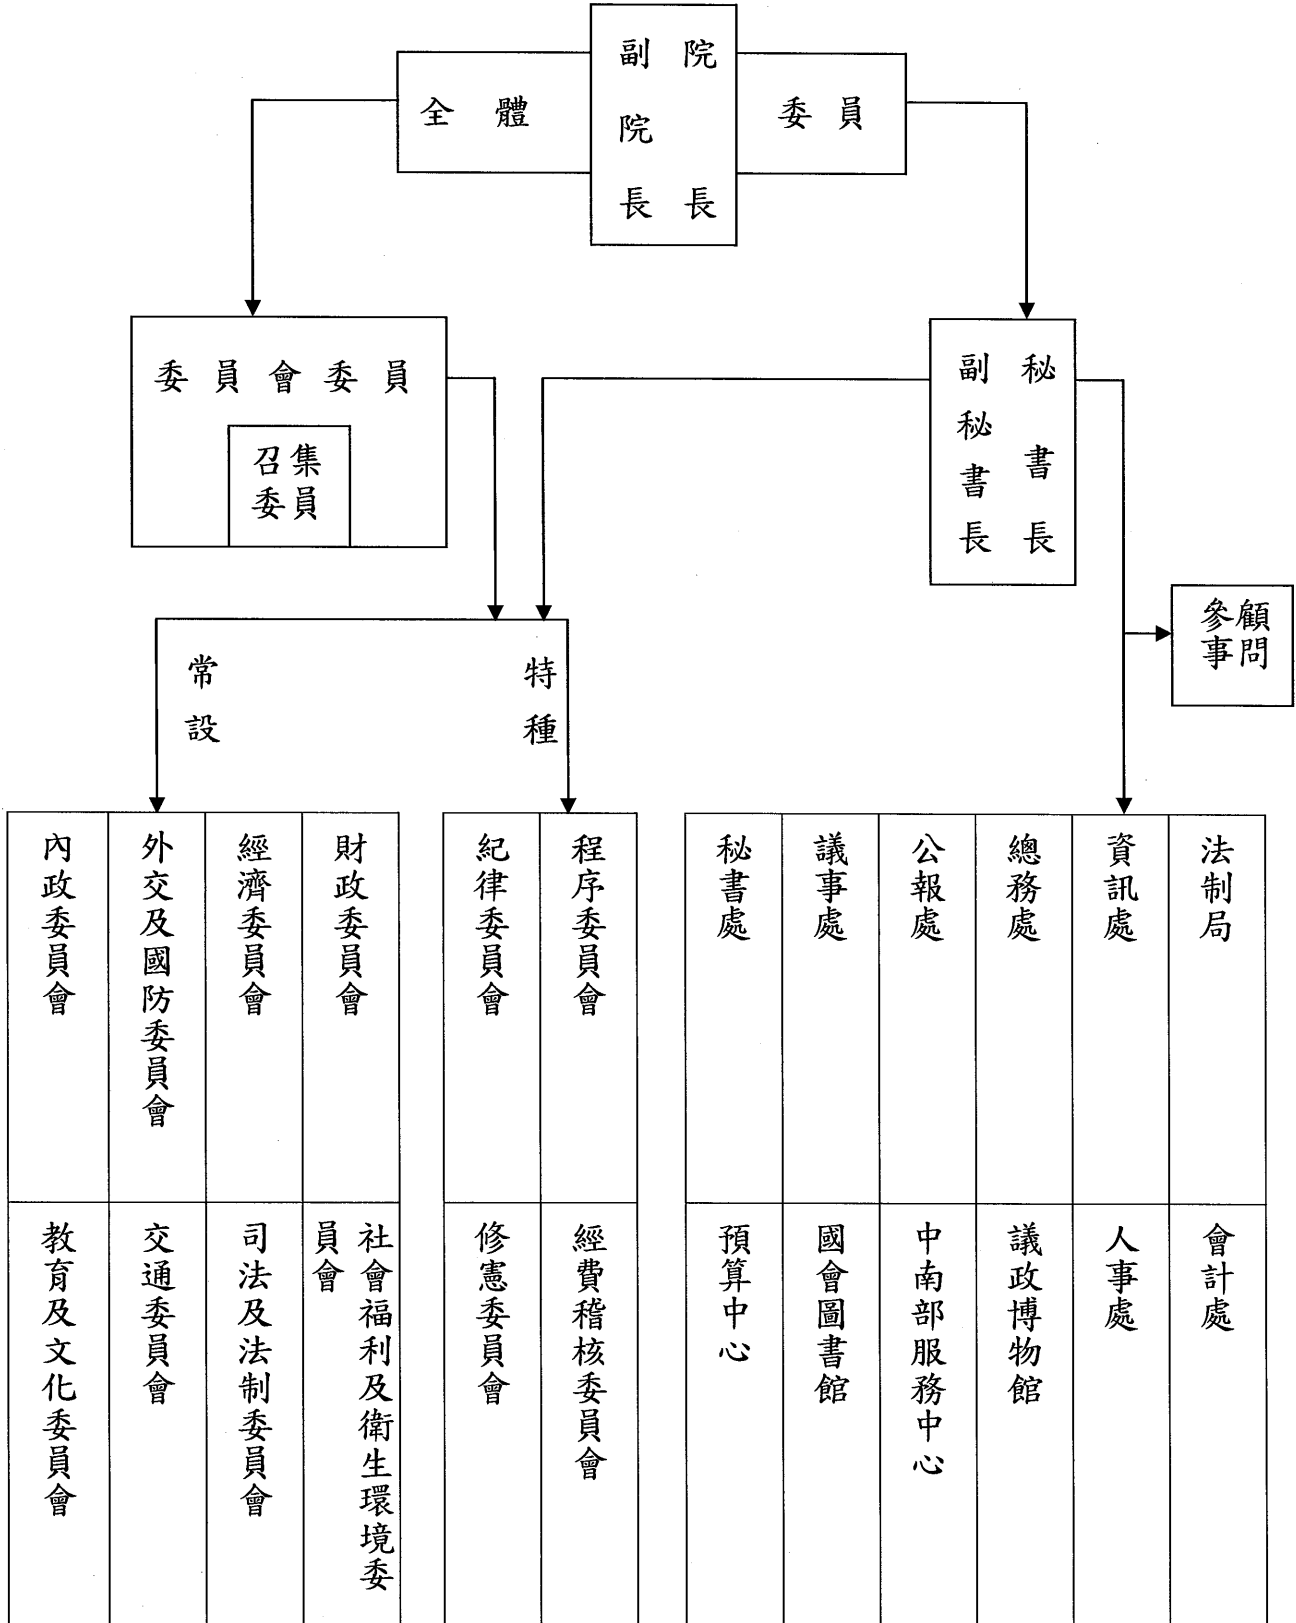 院長
副院長
全體
委員
委員會委員
召集
委員
秘書長
副秘書長
顧問
參事
常設
特種
內政委員會
外交及國防委員會
經濟委員會
財政委員會
紀律委員會
程序委員會
秘書處
議事處
公報處
總務處
資訊處
法制局
教育及文化委員會
交通委員會
司法及法制委員會
社會福利及衛生環境委
員會
修憲委員會
經費稽核委員會
預算中心
國會圖書館
中南部服務中心
議政博物館
人事處
會計處